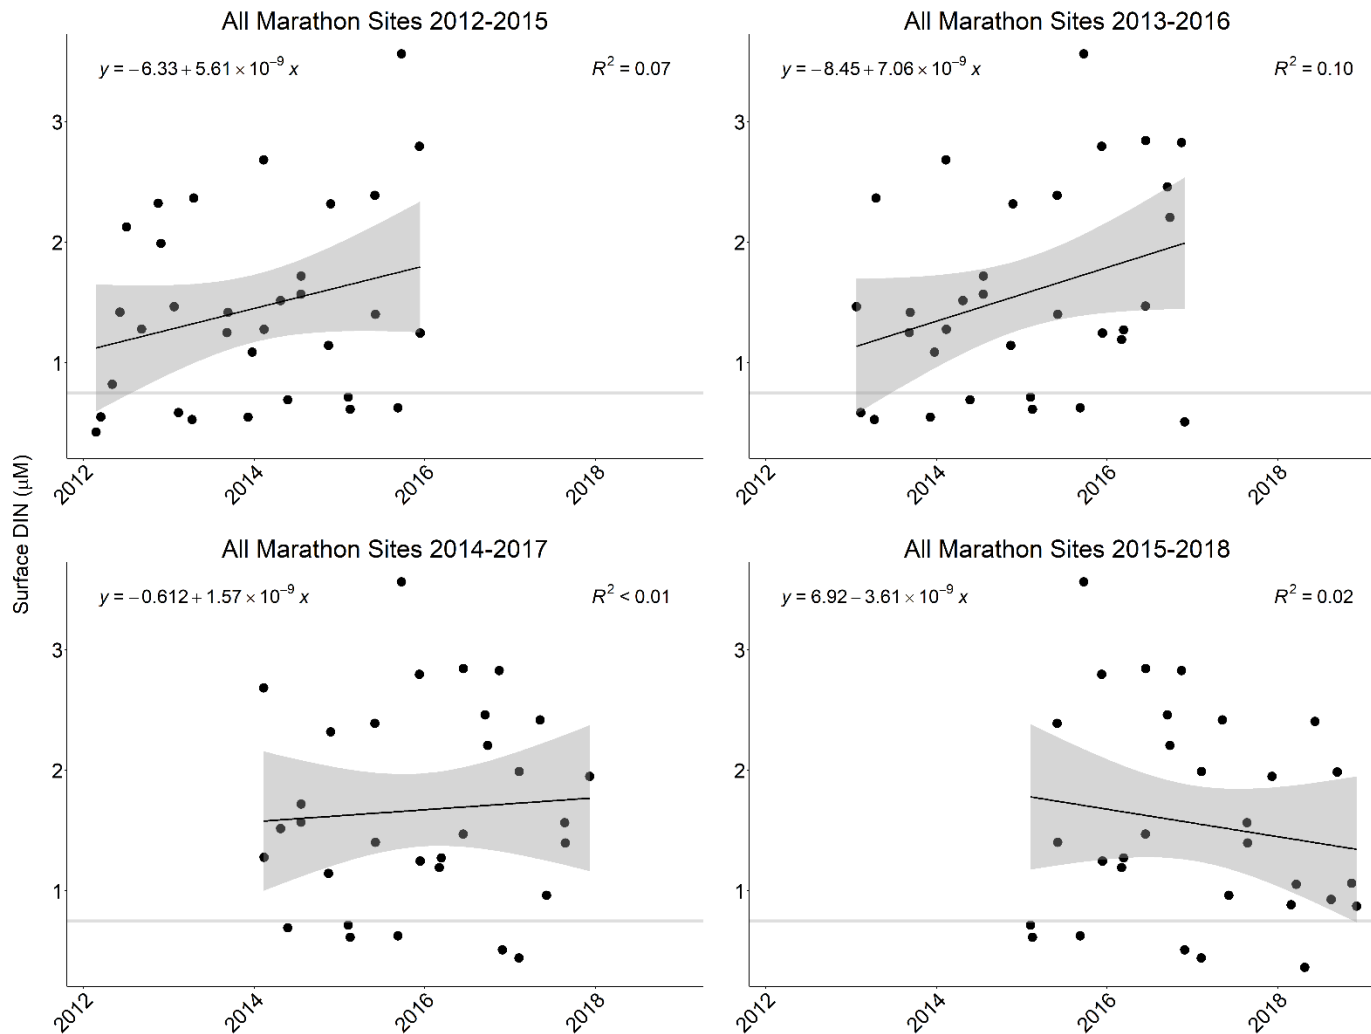 All Marathon Sites 2012-2015
y = −6.33 + 5.61 × 10⁻⁹ x
R² = 0.07
3
2
1
2012
2014
2016
2018
All Marathon Sites 2013-2016
y = −8.45 + 7.06 × 10⁻⁹ x
R² = 0.10
3
2
1
2012
2014
2016
2018
Surface DIN (μM)
All Marathon Sites 2014-2017
y = −0.612 + 1.57 × 10⁻⁹ x
R² < 0.01
3
2
1
2012
2014
2016
2018
All Marathon Sites 2015-2018
y = 6.92 − 3.61 × 10⁻⁹ x
R² = 0.02
3
2
1
2012
2014
2016
2018